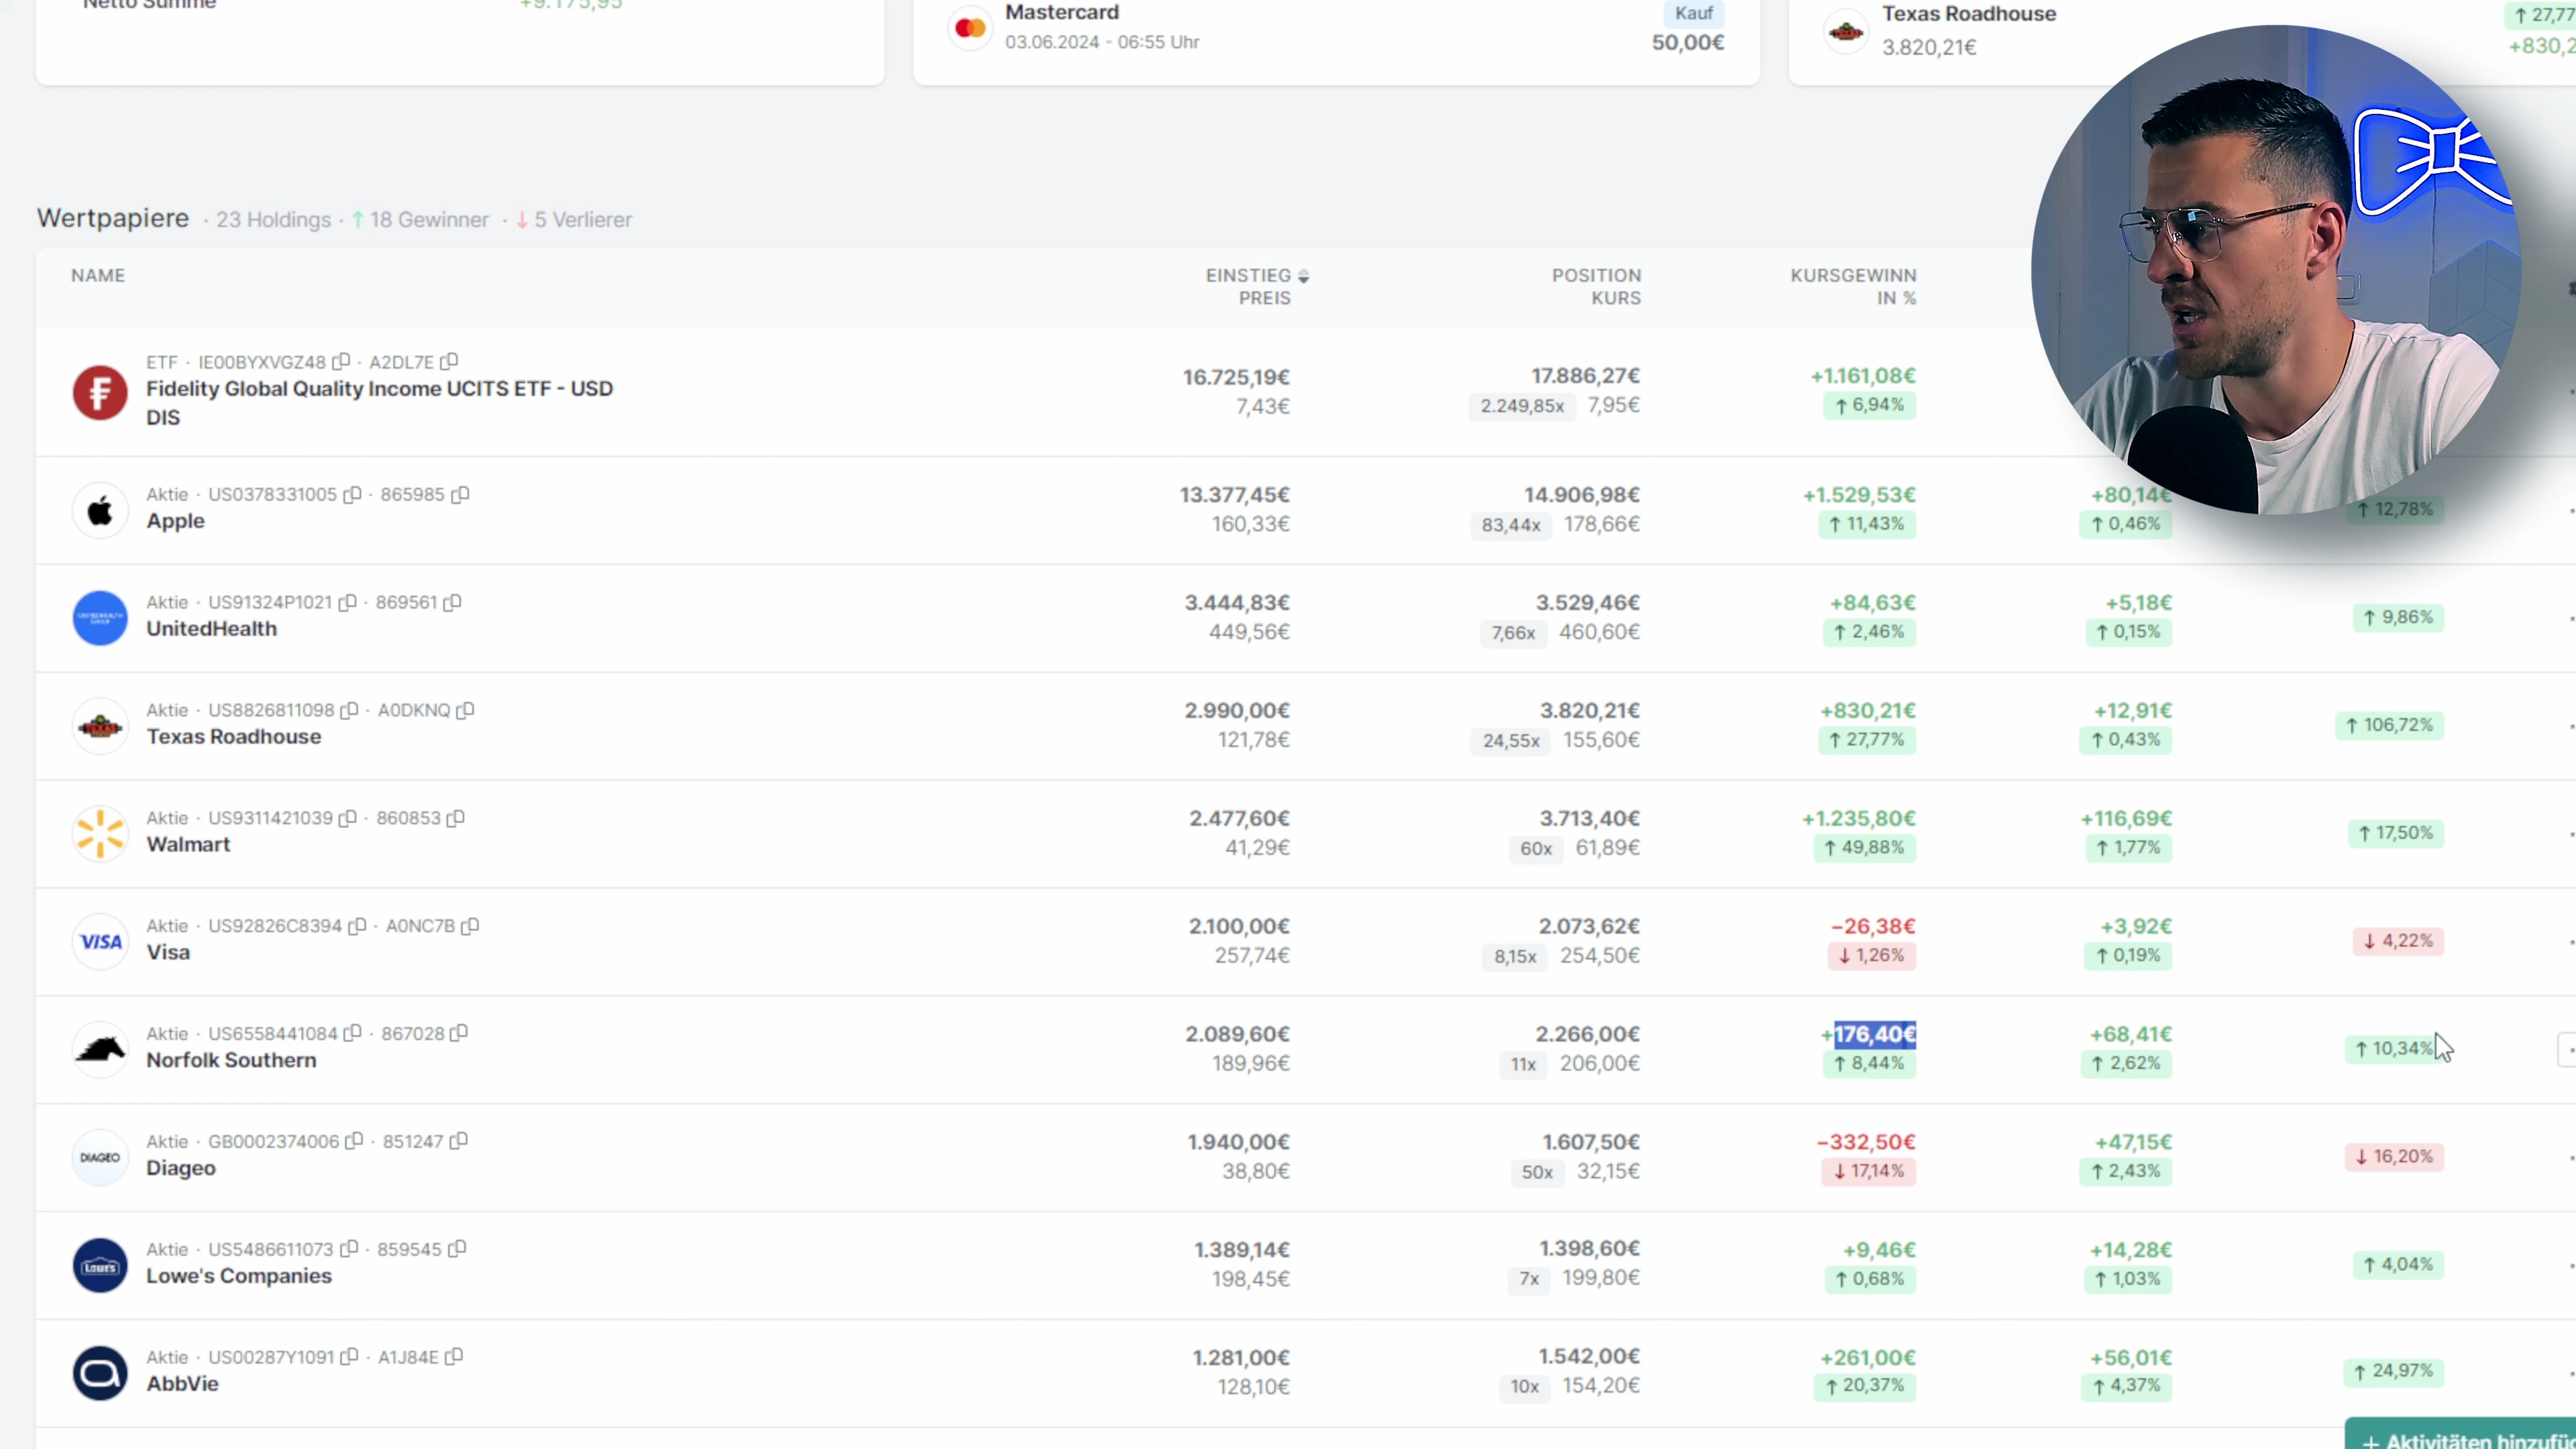 Netto Summe
+9.175,95
Mastercard
03.06.2024 - 06:55 Uhr
Kauf
50,00€
Texas Roadhouse
3.820,21€
↑ 27,77
+830,2
Wertpapiere · 23 Holdings · ↑ 18 Gewinner · ↓ 5 Verlierer
NAME
EINSTIEG
PREIS
POSITION
KURS
KURSGEWINN
IN %
ETF · IE00BYXVGZ48 · A2DL7E
Fidelity Global Quality Income UCITS ETF - USD
DIS
16.725,19€
7,43€
17.886,27€
2.249,85x 7,95€
+1.161,08€
↑ 6,94%
Aktie · US0378331005 · 865985
Apple
13.377,45€
160,33€
14.906,98€
83,44x 178,66€
+1.529,53€
↑ 11,43%
+80,14€
↑ 0,46%
↑ 12,78%
Aktie · US91324P1021 · 869561
UnitedHealth
3.444,83€
449,56€
3.529,46€
7,66x 460,60€
+84,63€
↑ 2,46%
+5,18€
↑ 0,15%
↑ 9,86%
Aktie · US8826811098 · A0DKNQ
Texas Roadhouse
2.990,00€
121,78€
3.820,21€
24,55x 155,60€
+830,21€
↑ 27,77%
+12,91€
↑ 0,43%
↑ 106,72%
Aktie · US9311421039 · 860853
Walmart
2.477,60€
41,29€
3.713,40€
60x 61,89€
+1.235,80€
↑ 49,88%
+116,69€
↑ 1,77%
↑ 17,50%
VISA
Aktie · US92826C8394 · A0NC7B
Visa
2.100,00€
257,74€
2.073,62€
8,15x 254,50€
−26,38€
↓ 1,26%
+3,92€
↑ 0,19%
↓ 4,22%
Aktie · US6558441084 · 867028
Norfolk Southern
2.089,60€
189,96€
2.266,00€
11x 206,00€
+176,40€
↑ 8,44%
+68,41€
↑ 2,62%
↑ 10,34%
DIAGEO
Aktie · GB0002374006 · 851247
Diageo
1.940,00€
38,80€
1.607,50€
50x 32,15€
−332,50€
↓ 17,14%
+47,15€
↑ 2,43%
↓ 16,20%
Lowe's
Aktie · US5486611073 · 859545
Lowe's Companies
1.389,14€
198,45€
1.398,60€
7x 199,80€
+9,46€
↑ 0,68%
+14,28€
↑ 1,03%
↑ 4,04%
Aktie · US00287Y1091 · A1J84E
AbbVie
1.281,00€
128,10€
1.542,00€
10x 154,20€
+261,00€
↑ 20,37%
+56,01€
↑ 4,37%
↑ 24,97%
+ Aktivitäten hinzufü